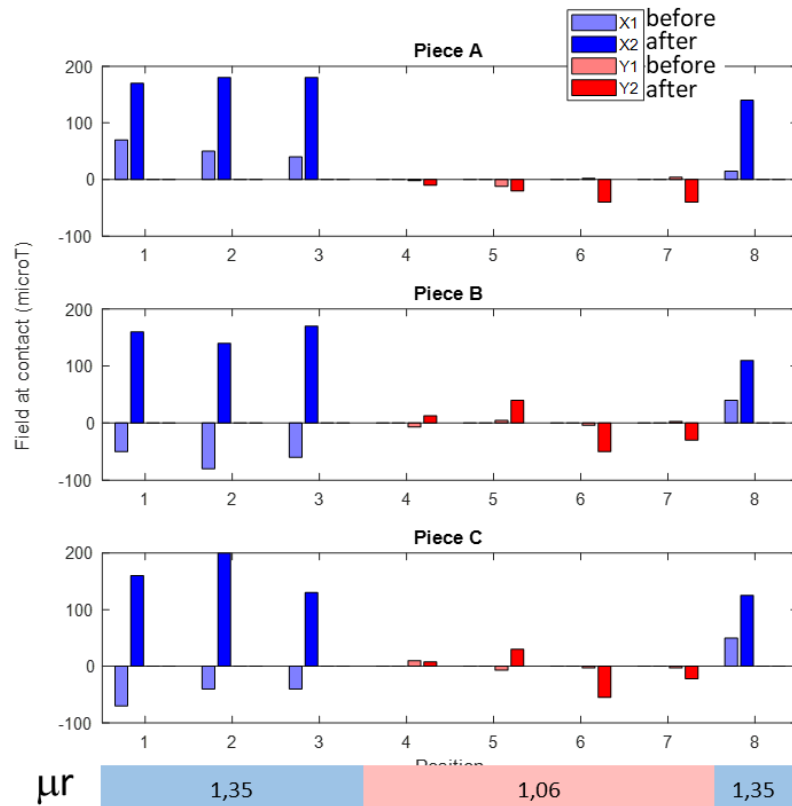 X1 before
X2 after
Y1 before
Y2 after
Piece A
200
100
0
-100
1 2 3 4 5 6 7 8
Piece B
200
100
0
-100
1 2 3 4 5 6 7 8
Field at contact (microT)
Piece C
200
100
0
-100
1 2 3 4 5 6 7 8
Position
µr 1,35 1,06 1,35